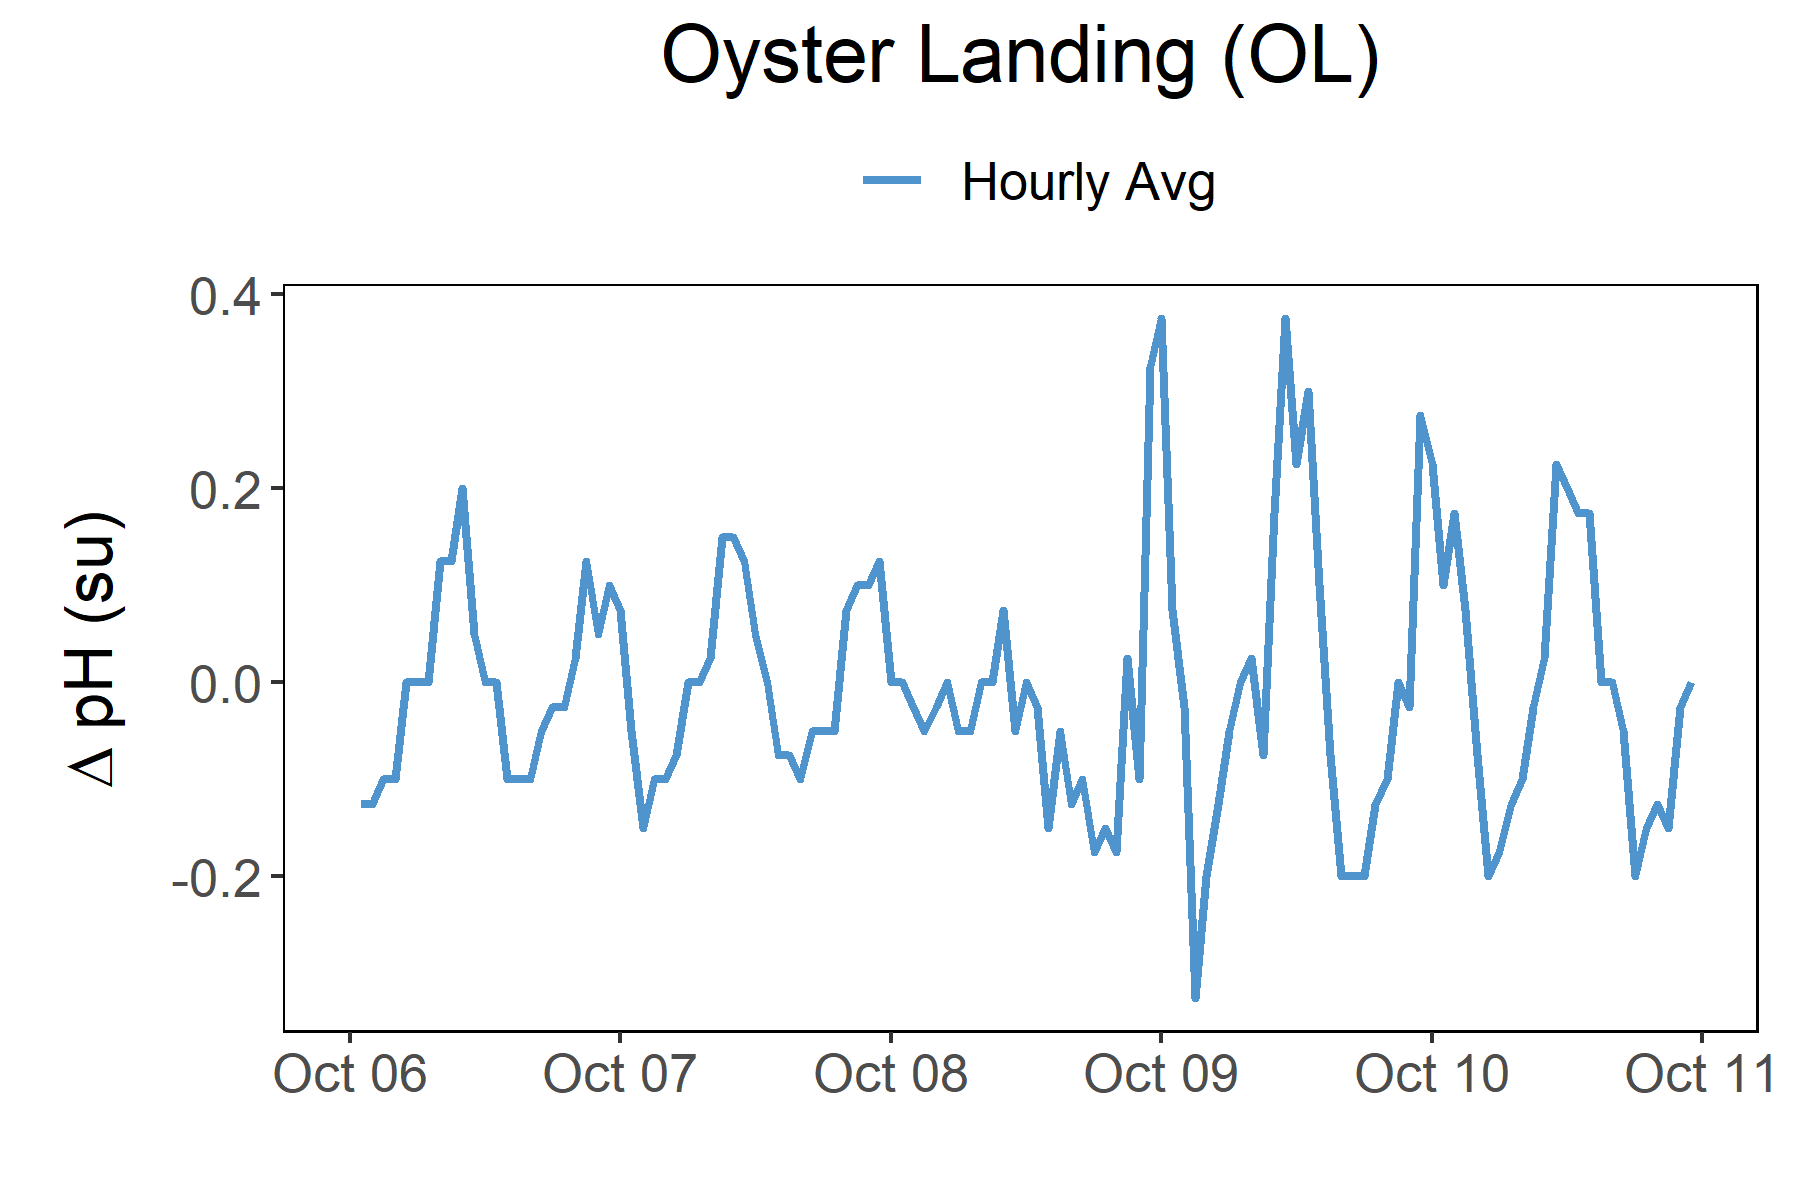 Oyster Landing (OL)
Hourly Avg
Δ pH (su)
0.4
0.2
0.0
-0.2
Oct 06
Oct 07
Oct 08
Oct 09
Oct 10
Oct 11